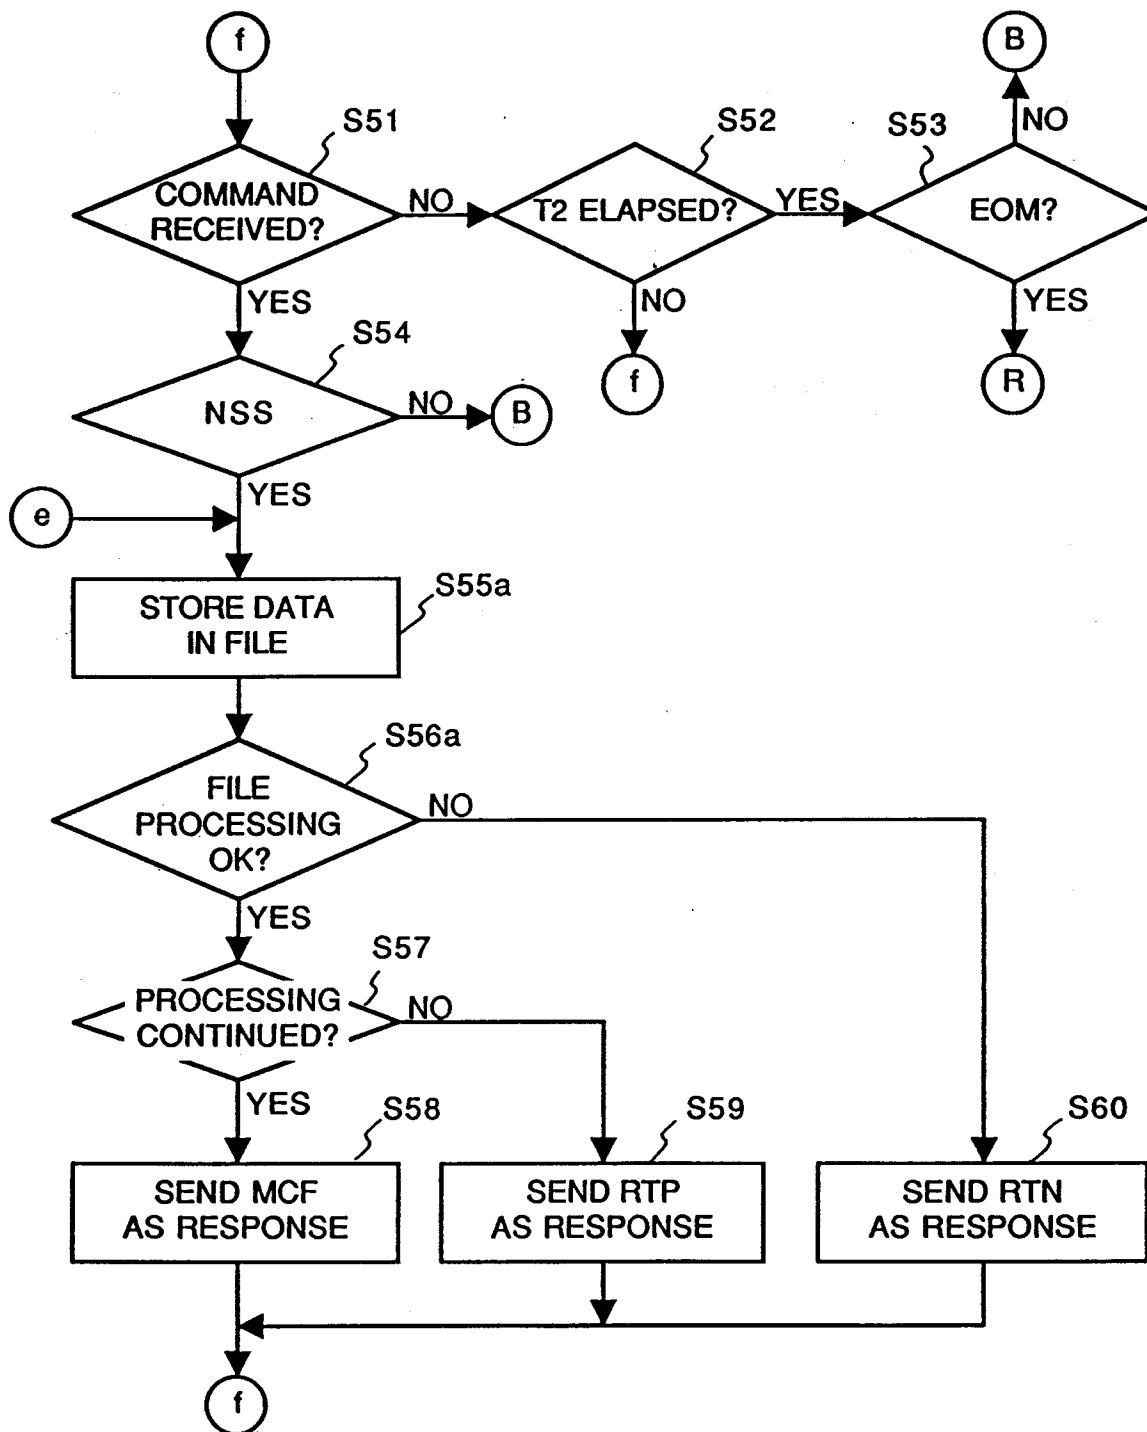 f
B
S51
S52
S53
NO
COMMAND
RECEIVED?
NO
T2 ELAPSED?
YES
EOM?
YES
NO
YES
S54
f
R
NSS
NO
B
YES
e
S55a
STORE DATA
IN FILE
S56a
FILE
PROCESSING
OK?
NO
YES
S57
PROCESSING
CONTINUED?
NO
YES
S58
S59
S60
SEND MCF
AS RESPONSE
SEND RTP
AS RESPONSE
SEND RTN
AS RESPONSE
f